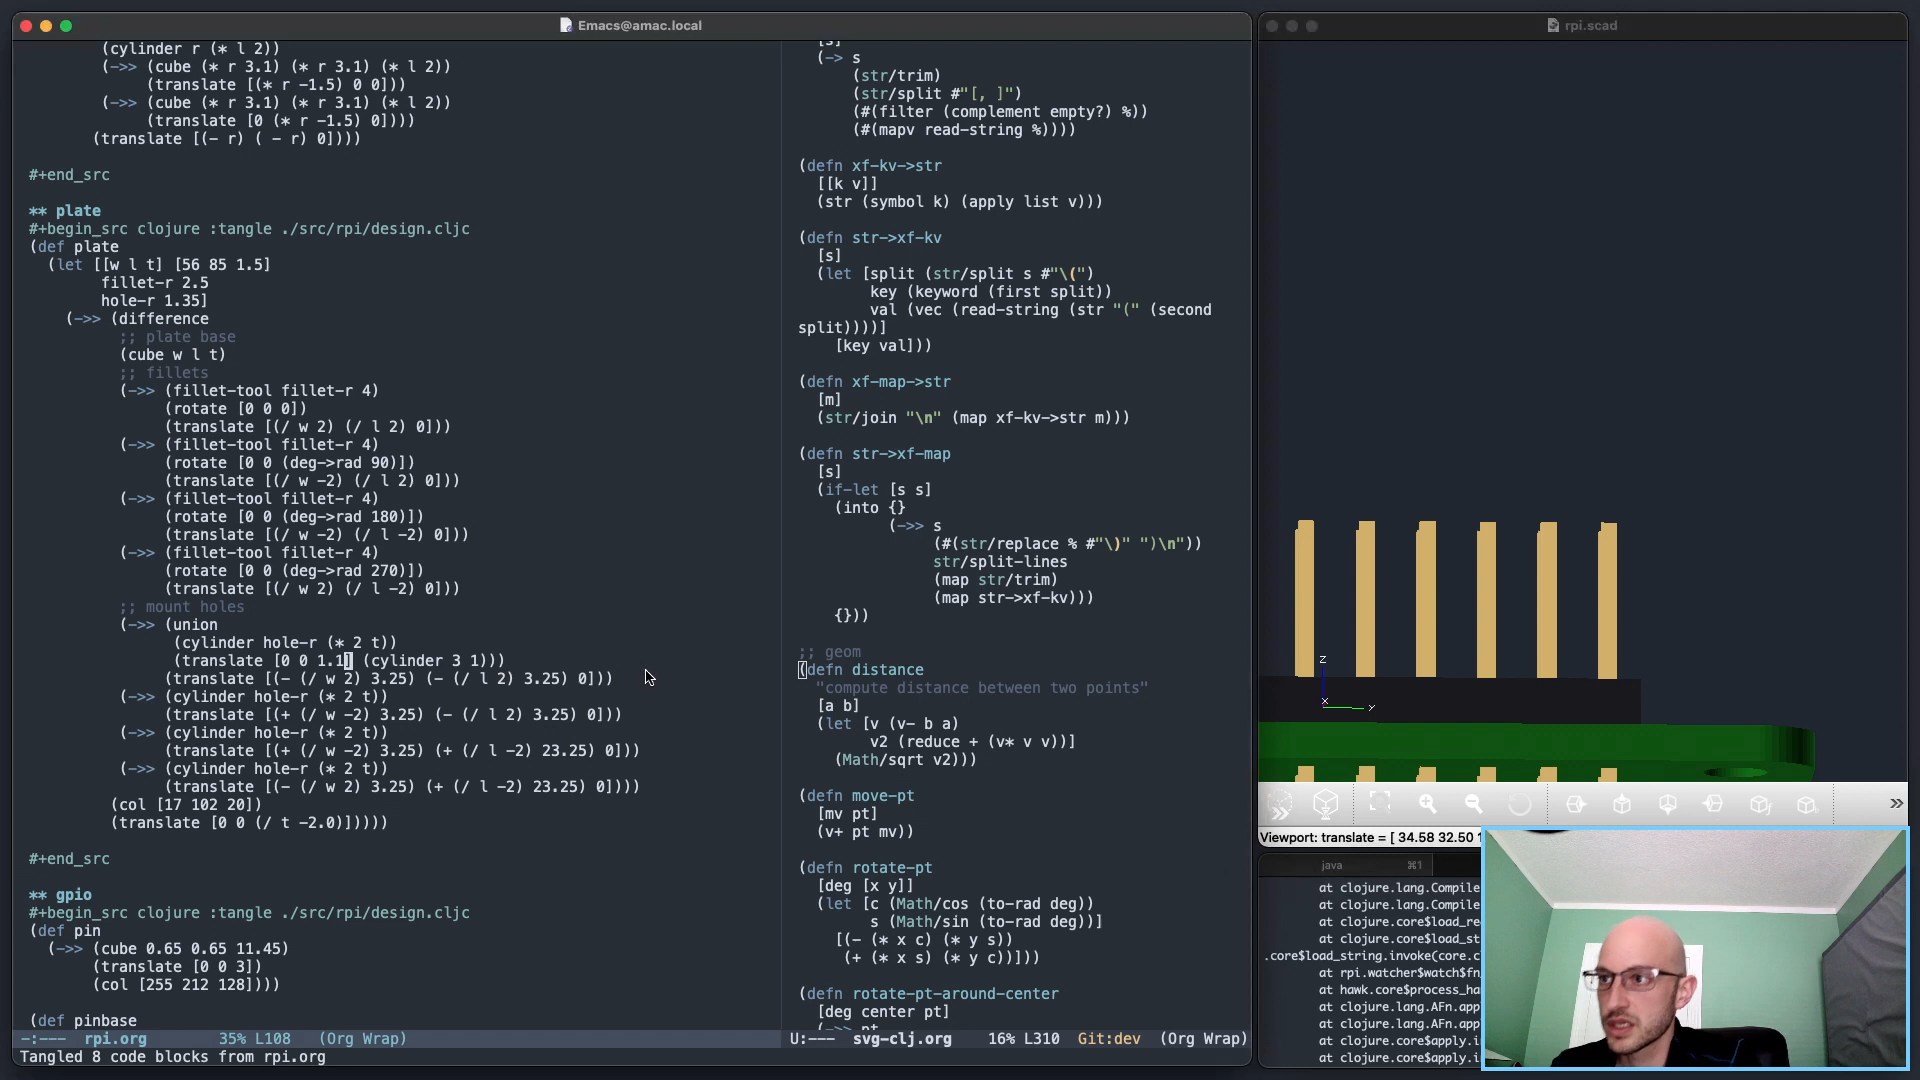 Emacs@amac.local
(cylinder r (* l 2))
(->> (cube (* r 3.1) (* r 3.1) (* l 2))
(translate [(* r -1.5) 0 0]))
(->> (cube (* r 3.1) (* r 3.1) (* l 2))
(translate [0 (* r -1.5) 0])))
(translate [(- r) ( - r) 0])))
#+end_src
** plate
#+begin_src clojure :tangle ./src/rpi/design.cljc
(def plate
(let [[w l t] [56 85 1.5]
fillet-r 2.5
hole-r 1.35]
(->> (difference
;; plate base
(cube w l t)
;; fillets
(->> (fillet-tool fillet-r 4)
(rotate [0 0 0])
(translate [(/ w 2) (/ l 2) 0]))
(->> (fillet-tool fillet-r 4)
(rotate [0 0 (deg->rad 90)])
(translate [(/ w -2) (/ l 2) 0]))
(->> (fillet-tool fillet-r 4)
(rotate [0 0 (deg->rad 180)])
(translate [(/ w -2) (/ l -2) 0]))
(->> (fillet-tool fillet-r 4)
(rotate [0 0 (deg->rad 270)])
(translate [(/ w 2) (/ l -2) 0]))
;; mount holes
(->> (union
(cylinder hole-r (* 2 t))
(translate [0 0 1.1] (cylinder 3 1)))
(translate [(- (/ w 2) 3.25) (- (/ l 2) 3.25) 0]))
(->> (cylinder hole-r (* 2 t))
(translate [(+ (/ w -2) 3.25) (- (/ l 2) 3.25) 0]))
(->> (cylinder hole-r (* 2 t))
(translate [(+ (/ w -2) 3.25) (+ (/ l -2) 23.25) 0]))
(->> (cylinder hole-r (* 2 t))
(translate [(- (/ w 2) 3.25) (+ (/ l -2) 23.25) 0])))
(col [17 102 20])
(translate [0 0 (/ t -2.0)]))))
#+end_src
** gpio
#+begin_src clojure :tangle ./src/rpi/design.cljc
(def pin
(->> (cube 0.65 0.65 11.45)
(translate [0 0 3])
(col [255 212 128])))
(def pinbase
-:--- rpi.org 35% L108 (Org Wrap)
Tangled 8 code blocks from rpi.org
[s]
(-> s
(str/trim)
(str/split #"[, ]")
(#(filter (complement empty?) %))
(#(mapv read-string %))))
(defn xf-kv->str
[[k v]]
(str (symbol k) (apply list v)))
(defn str->xf-kv
[s]
(let [split (str/split s #"\(")
key (keyword (first split))
val (vec (read-string (str "(" (second
split))))]
[key val]))
(defn xf-map->str
[m]
(str/join "\n" (map xf-kv->str m)))
(defn str->xf-map
[s]
(if-let [s s]
(into {}
(->> s
(#(str/replace % #"\)" ")\n"))
str/split-lines
(map str/trim)
(map str->xf-kv)))
{}))
;; geom
(defn distance
"compute distance between two points"
[a b]
(let [v (v- b a)
v2 (reduce + (v* v v))]
(Math/sqrt v2)))
(defn move-pt
[mv pt]
(v+ pt mv))
(defn rotate-pt
[deg [x y]]
(let [c (Math/cos (to-rad deg))
s (Math/sin (to-rad deg))]
[(- (* x c) (* y s))
(+ (* x s) (* y c))]))
(defn rotate-pt-around-center
[deg center pt]
(->> pt
U:--- svg-clj.org 16% L310 Git:dev (Org Wrap)
rpi.scad
z
x
y
Viewport: translate = [ 34.58 32.50
java ⌘1
at clojure.lang.Compile
at clojure.lang.Compile
at clojure.core$load_re
at clojure.core$load_st
.core$load_string.invoke(core.c
at rpi.watcher$watch$fn
at hawk.core$process_ha
at clojure.lang.AFn.app
at clojure.lang.AFn.app
at clojure.core$apply.i
at clojure.core$apply.i